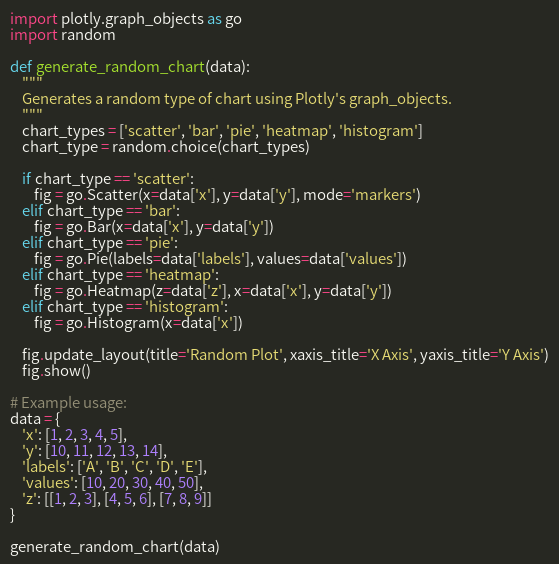 import plotly.graph_objects as go
import random

def generate_random_chart(data):
    """
    Generates a random type of chart using Plotly's graph_objects.
    """
    chart_types = ['scatter', 'bar', 'pie', 'heatmap', 'histogram']
    chart_type = random.choice(chart_types)

    if chart_type == 'scatter':
        fig = go.Scatter(x=data['x'], y=data['y'], mode='markers')
    elif chart_type == 'bar':
        fig = go.Bar(x=data['x'], y=data['y'])
    elif chart_type == 'pie':
        fig = go.Pie(labels=data['labels'], values=data['values'])
    elif chart_type == 'heatmap':
        fig = go.Heatmap(z=data['z'], x=data['x'], y=data['y'])
    elif chart_type == 'histogram':
        fig = go.Histogram(x=data['x'])

    fig.update_layout(title='Random Plot', xaxis_title='X Axis', yaxis_title='Y Axis')
    fig.show()

# Example usage:
data = {
    'x': [1, 2, 3, 4, 5],
    'y': [10, 11, 12, 13, 14],
    'labels': ['A', 'B', 'C', 'D', 'E'],
    'values': [10, 20, 30, 40, 50],
    'z': [[1, 2, 3], [4, 5, 6], [7, 8, 9]]
}

generate_random_chart(data)